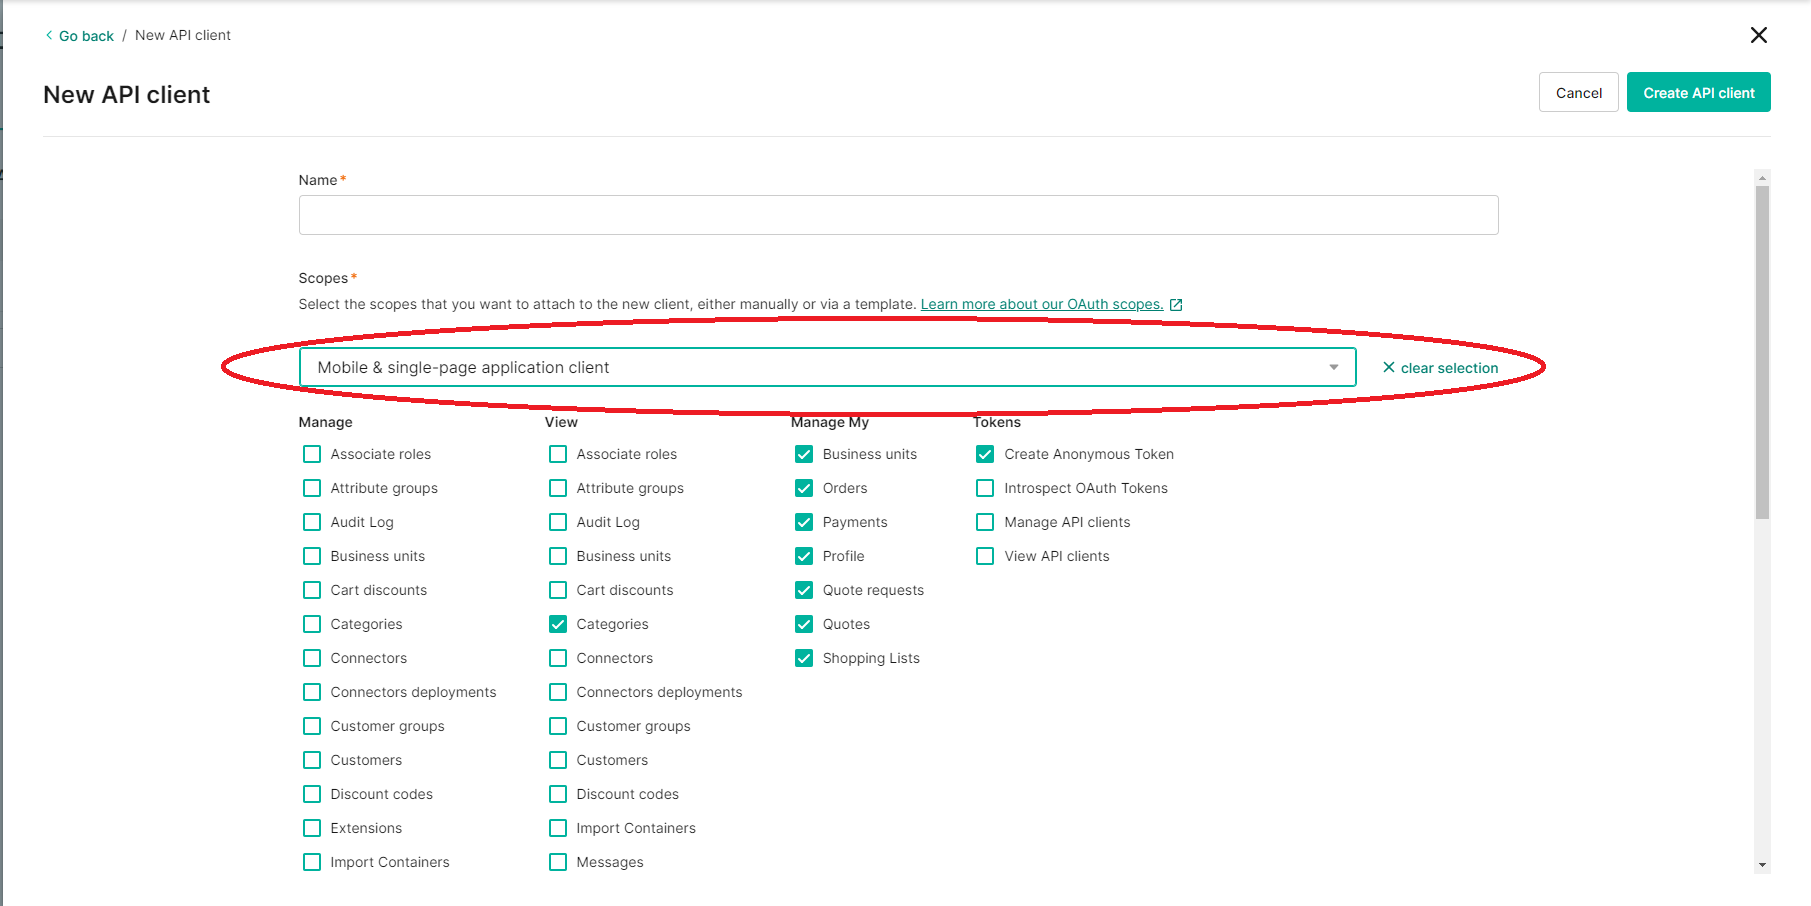 Go back / New API client
New API client
Cancel
Create API client
Name*
Scopes*
Select the scopes that you want to attach to the new client, either manually or via a template. Learn more about our OAuth scopes.
Mobile & single-page application client
clear selection
Manage
Associate roles
Attribute groups
Audit Log
Business units
Cart discounts
Categories
Connectors
Connectors deployments
Customer groups
Customers
Discount codes
Extensions
Import Containers
View
Associate roles
Attribute groups
Audit Log
Business units
Cart discounts
Categories
Connectors
Connectors deployments
Customer groups
Customers
Discount codes
Import Containers
Messages
Manage My
Business units
Orders
Payments
Profile
Quote requests
Quotes
Shopping Lists
Tokens
Create Anonymous Token
Introspect OAuth Tokens
Manage API clients
View API clients